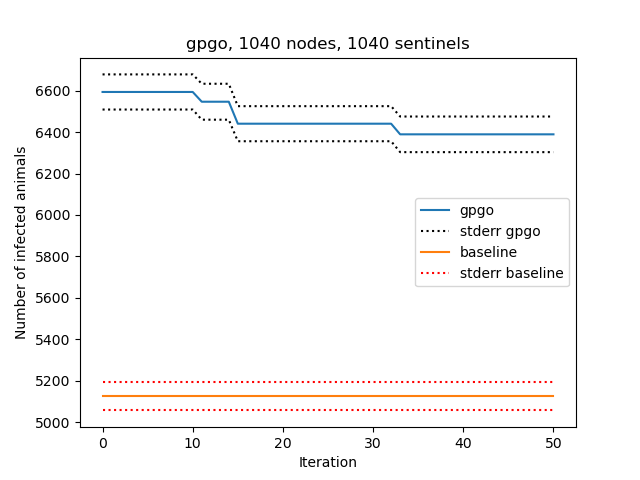 gpgo, 1040 nodes, 1040 sentinels
Number of infected animals
6600
6400
6200
6000
5800
5600
5400
5200
5000
gpgo
stderr gpgo
baseline
stderr baseline
0 10 20 30 40 50
Iteration